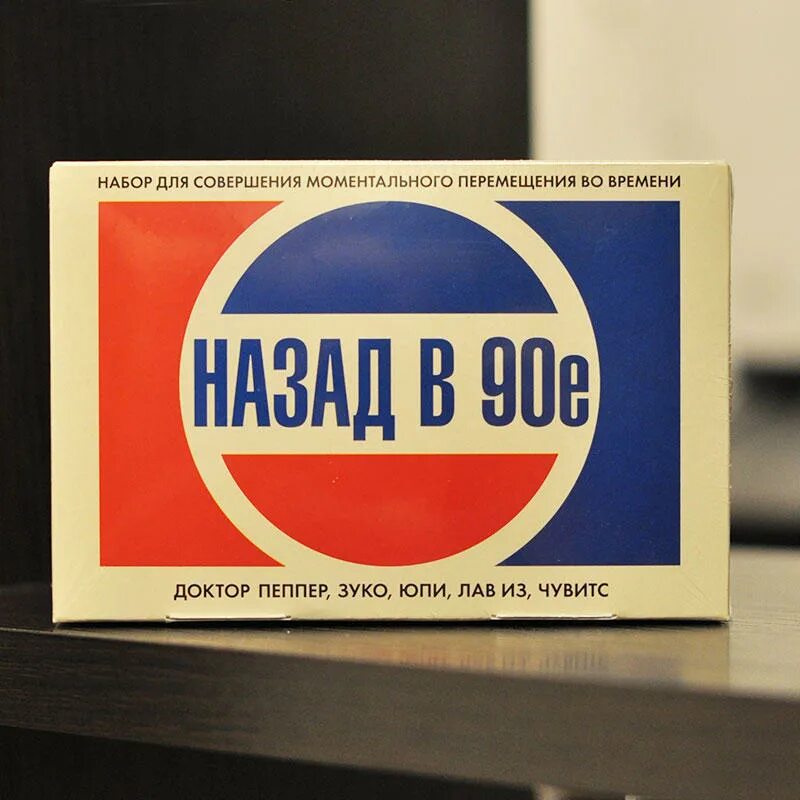 НАБОР ДЛЯ СОВЕРШЕНИЯ МОМЕНТАЛЬНОГО ПЕРЕМЕЩЕНИЯ ВО ВРЕМЕНИ
НАЗАД В 90е
ДОКТОР ПЕППЕР, ЗУКО, ЮПИ, ЛАВ ИЗ, ЧУВИТС